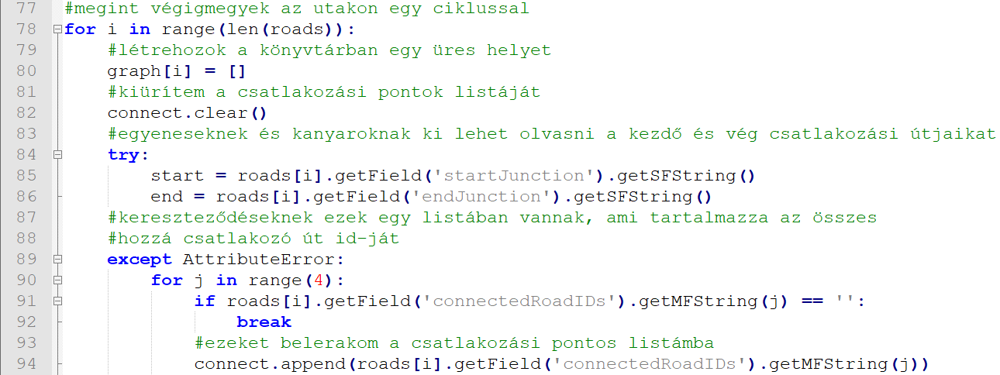 77 #megint végigmegyek az utakon egy ciklussal
78 for i in range(len(roads)):
79 #létrehozok a könyvtárban egy üres helyet
80 graph[i] = []
81 #kiürítem a csatlakozási pontok listáját
82 connect.clear()
83 #egyeneseknek és kanyaroknak ki lehet olvasni a kezdő és vég csatlakozási útjaikat
84 try:
85 start = roads[i].getField('startJunction').getSFString()
86 end = roads[i].getField('endJunction').getSFString()
87 #kereszteződéseknek ezek egy listában vannak, ami tartalmazza az összes
88 #hozzá csatlakozó út id-ját
89 except AttributeError:
90 for j in range(4):
91 if roads[i].getField('connectedRoadIDs').getMFString(j) == '':
92 break
93 #ezeket belerakom a csatlakozási pontos listámba
94 connect.append(roads[i].getField('connectedRoadIDs').getMFString(j))